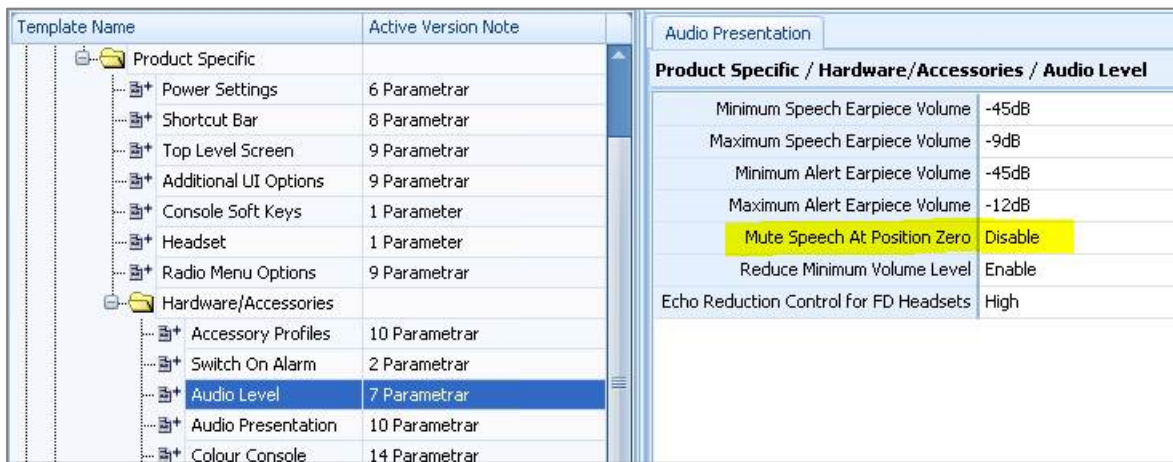 Template Name Active Version Note
Product Specific
Power Settings 6 Parametrar
Shortcut Bar 8 Parametrar
Top Level Screen 9 Parametrar
Additional UI Options 9 Parametrar
Console Soft Keys 1 Parameter
Headset 1 Parameter
Radio Menu Options 9 Parametrar
Hardware/Accessories
Accessory Profiles 10 Parametrar
Switch On Alarm 2 Parametrar
Audio Level 7 Parametrar
Audio Presentation 10 Parametrar
Colour Console 14 Parametrar
Audio Presentation
Product Specific / Hardware/Accessories / Audio Level
Minimum Speech Earpiece Volume -45dB
Maximum Speech Earpiece Volume -9dB
Minimum Alert Earpiece Volume -45dB
Maximum Alert Earpiece Volume -12dB
Mute Speech At Position Zero Disable
Reduce Minimum Volume Level Enable
Echo Reduction Control for FD Headsets High